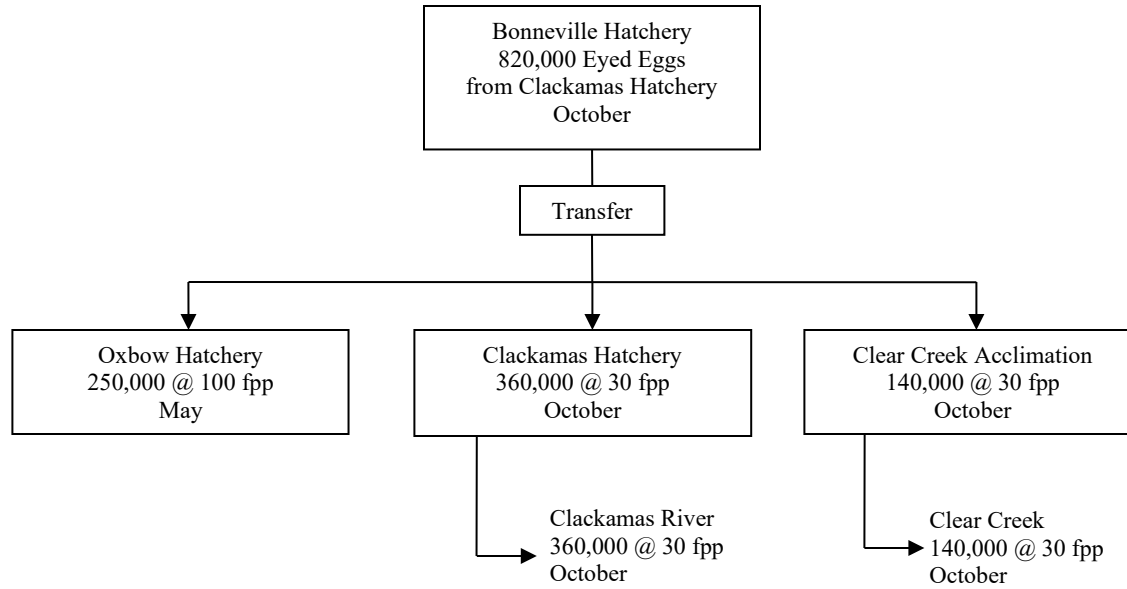 Bonneville Hatchery
820,000 Eyed Eggs
from Clackamas Hatchery
October
Transfer
Oxbow Hatchery
250,000 @ 100 fpp
May
Clackamas Hatchery
360,000 @ 30 fpp
October
Clear Creek Acclimation
140,000 @ 30 fpp
October
Clackamas River
360,000 @ 30 fpp
October
Clear Creek
140,000 @ 30 fpp
October